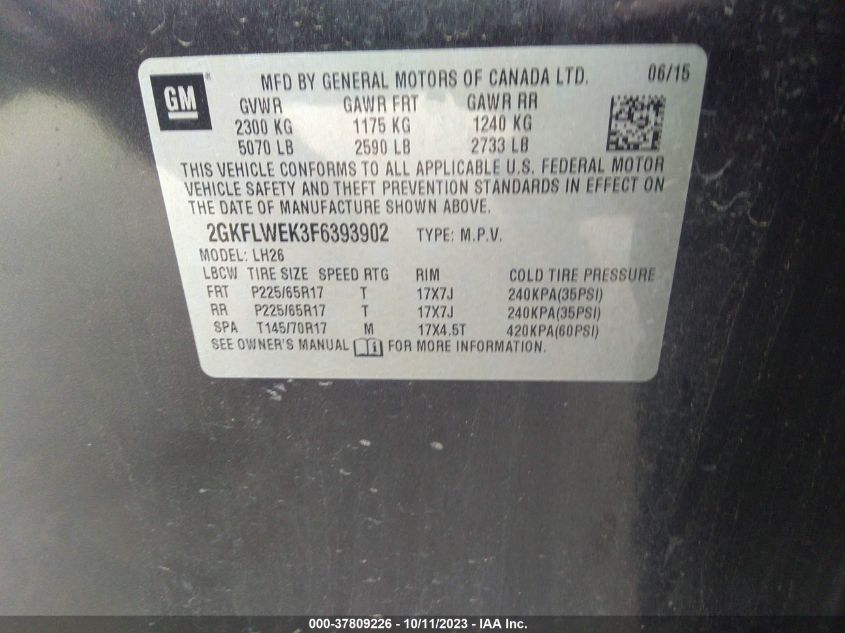 GM ® MFD BY GENERAL MOTORS OF CANADA LTD. 06/15
GVWR GAWR FRT GAWR RR
2300 KG 1175 KG 1240 KG
5070 LB 2590 LB 2733 LB
THIS VEHICLE CONFORMS TO ALL APPLICABLE U.S. FEDERAL MOTOR
VEHICLE SAFETY AND THEFT PREVENTION STANDARDS IN EFFECT ON
THE DATE OF MANUFACTURE SHOWN ABOVE.
2GKFLWEK3F6393902 TYPE: M.P.V.
MODEL: LH26
LBCW TIRE SIZE SPEED RTG RIM COLD TIRE PRESSURE
FRT P225/65R17 T 17X7J 240KPA(35PSI)
RR P225/65R17 T 17X7J 240KPA(35PSI)
SPA T145/70R17 M 17X4.5T 420KPA(60PSI)
SEE OWNER'S MANUAL FOR MORE INFORMATION.
000-37809226 - 10/11/2023 - IAA Inc.